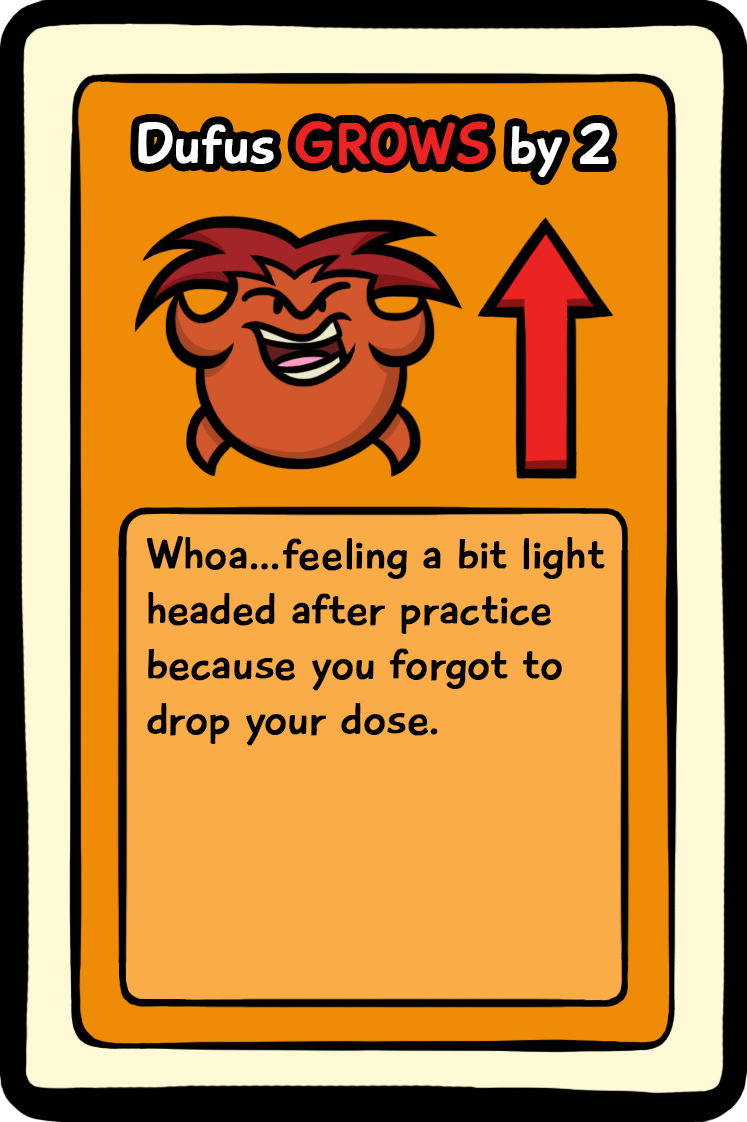 Dufus GROWS by 2
Whoa...feeling a bit light
headed after practice
because you forgot to
drop your dose.